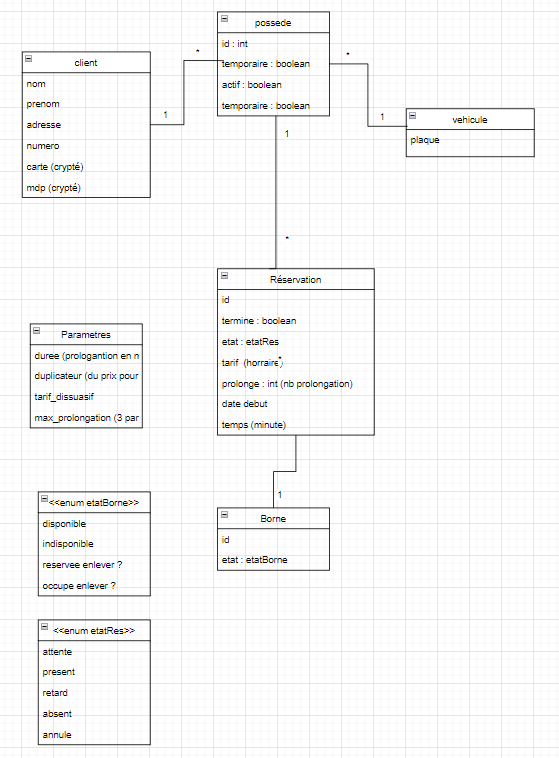 possede
id : int
temporaire : boolean
actif : boolean
temporaire : boolean
client
nom
prenom
adresse
numero
carte (crypté)
mdp (crypté)
*
1
*
1
vehicule
plaque
1
*
Réservation
id
termine : boolean
etat : etatRes
tarif (horraire)
*
prolonge : int (nb prolongation)
date debut
temps (minute)
Parametres
duree (prologantion en n
duplicateur (du prix pour
tarif_dissuasif
max_prolongation (3 par
1
Borne
id
etat : etatBorne
<<enum etatBorne>>
disponible
indisponible
reservee enlever ?
occupe enlever ?
<<enum etatRes>>
attente
present
retard
absent
annule